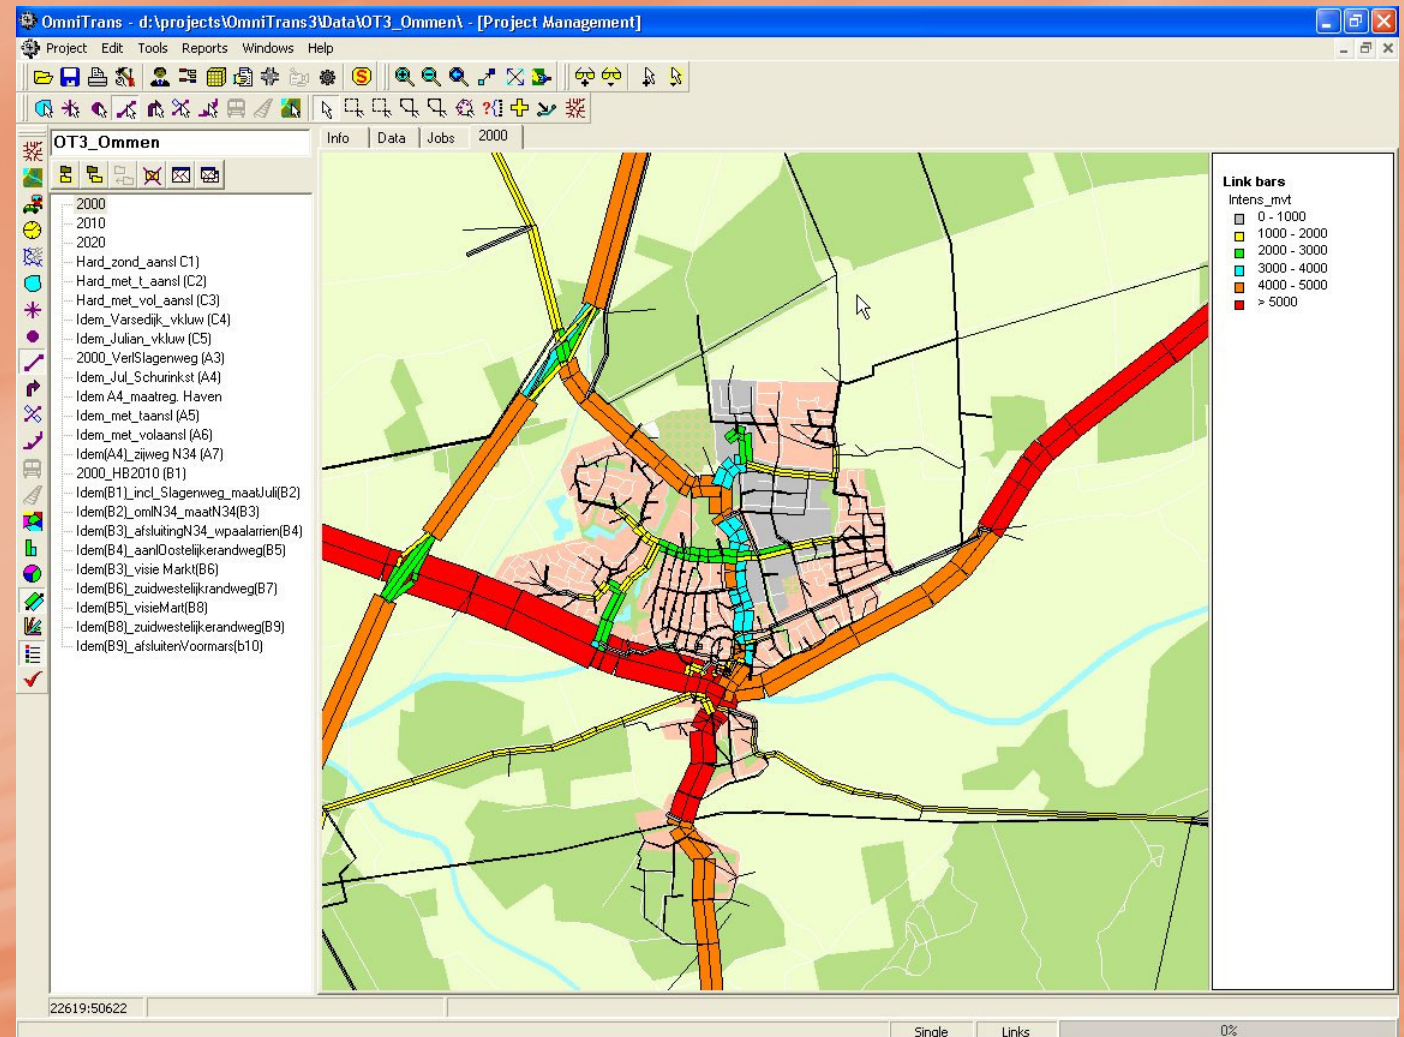 OmniTrans - d:\projects\OmniTrans3\Data\OT3_Ommen\ - [Project Management]
Project Edit Tools Reports Windows Help
OT3_Ommen
Info Data Jobs 2000
2000
2010
2020
Hard_zond_aansl C1)
Hard_met_t_aansl (C2)
Hard_met_vol_aansl (C3)
Idem_Varsedijk_vkluw (C4)
Idem_Julian_vkluw (C5)
2000_VerlSlagenweg (A3)
Idem_Jul_Schurinkst (A4)
Idem A4_maatreg. Haven
Idem_met_taansl (A5)
Idem_met_volaansl (A6)
Idem(A4)_zijweg N34 (A7)
2000_HB2010 (B1)
Idem(B1)_incl_Slagenweg_maatJuli(B2)
Idem(B2)_omlN34_maatN34(B3)
Idem(B3)_afsluitingN34_wpaalarrien(B4)
Idem(B4)_aanlOostelijkerandweg(B5)
Idem(B3)_visie Markt(B6)
Idem(B6)_zuidwestelijkrandweg(B7)
Idem(B5)_visieMart(B8)
Idem(B8)_zuidwestelijkerandweg(B9)
Idem(B9)_afsluitenVoormars(b10)
Link bars
Intens_mvt
0 - 1000
1000 - 2000
2000 - 3000
3000 - 4000
4000 - 5000
> 5000
22619:50622
Single Links 0%